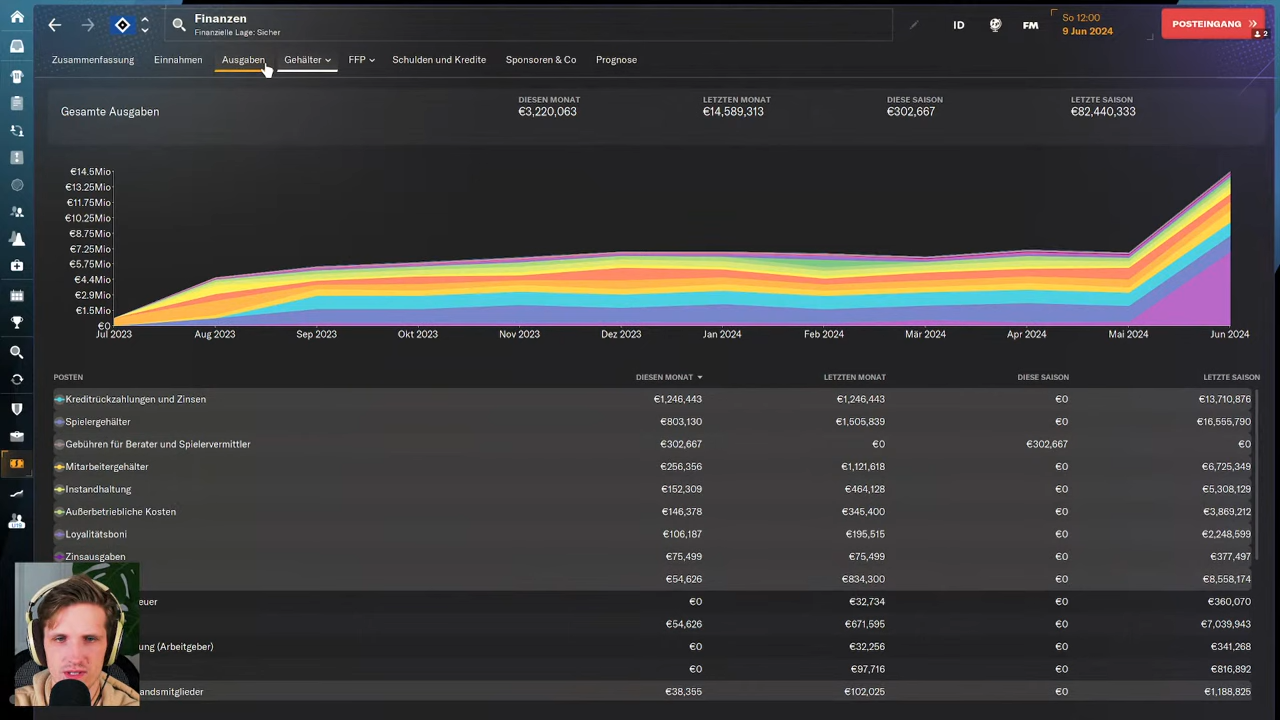 Finanzen
Finanzielle Lage: Sicher
ID
FM
So 12:00
9 Jun 2024
POSTEINGANG
2
Zusammenfassung Einnahmen Ausgaben Gehälter FFP Schulden und Kredite Sponsoren & Co Prognose
Gesamte Ausgaben
DIESEN MONAT LETZTEN MONAT DIESE SAISON LETZTE SAISON
€3,220,063 €14,589,313 €302,667 €82,440,333
€14.5Mio
€13.25Mio
€11.75Mio
€10.25Mio
€8.75Mio
€7.25Mio
€5.75Mio
€4.4Mio
€2.9Mio
€1.5Mio
€0
Jul 2023 Aug 2023 Sep 2023 Okt 2023 Nov 2023 Dez 2023 Jan 2024 Feb 2024 Mär 2024 Apr 2024 Mai 2024 Jun 2024
POSTEN DIESEN MONAT LETZTEN MONAT DIESE SAISON LETZTE SAISON
Kreditrückzahlungen und Zinsen €1,246,443 €1,246,443 €0 €13,710,876
Spielergehälter €803,130 €1,505,839 €0 €16,555,790
Gebühren für Berater und Spielervermittler €302,667 €0 €302,667 €0
Mitarbeitergehälter €256,356 €1,121,618 €0 €6,725,349
Instandhaltung €152,309 €464,128 €0 €5,308,129
Außerbetriebliche Kosten €146,378 €345,400 €0 €3,869,212
Loyalitätsboni €106,187 €195,515 €0 €2,248,599
Zinsausgaben €75,499 €75,499 €0 €377,497
€54,626 €834,300 €0 €8,558,174
euer €0 €32,734 €0 €360,070
€54,626 €671,595 €0 €7,039,943
ung (Arbeitgeber) €0 €32,256 €0 €341,268
€0 €97,716 €0 €816,892
andsmitglieder €38,355 €102,025 €0 €1,188,825